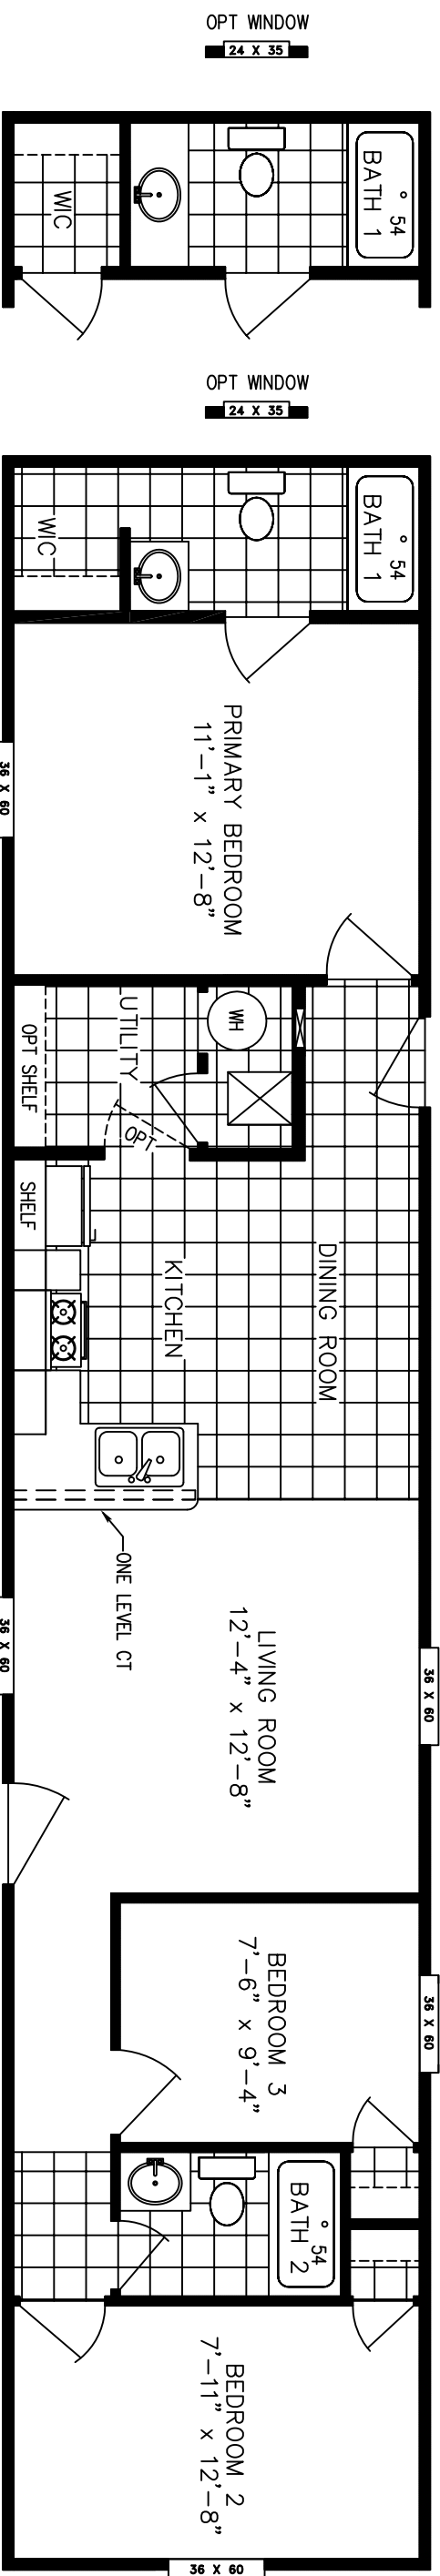 OPT WINDOW
24 X 35
54
BATH 1
WIC
OPT WINDOW
24 X 35
54
BATH 1
WIC
PRIMARY BEDROOM
11'-1" x 12'-8"
36 X 60
WH
UTILITY
OPT SHELF
OPT
SHELF
KITCHEN
DINING ROOM
ONE LEVEL CT
36 X 60
36 X 60
LIVING ROOM
12'-4" x 12'-8"
36 X 60
BEDROOM 3
7'-6" x 9'-4"
54
BATH 2
BEDROOM 2
7'-11" x 12'-8"
36 X 60